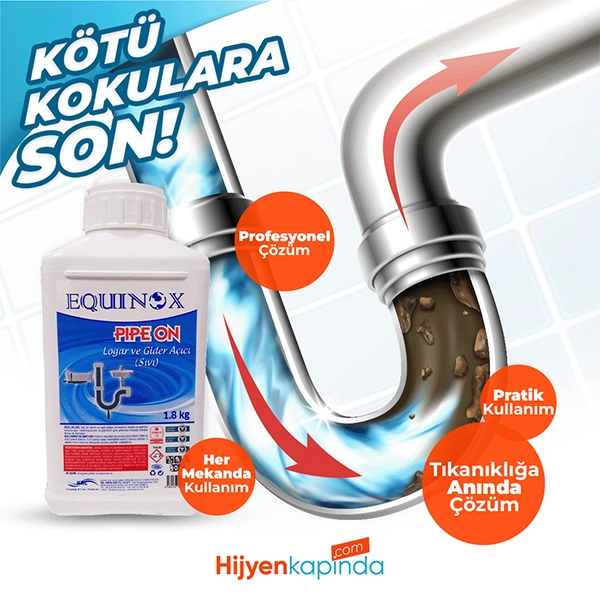 KÖTÜ
KOKULARA
SON!
Profesyonel
Çözüm
EQUINOX
PIPE ON
Logar ve Gider Açıcı
(Sıvı)
1.8 kg
Pratik
Kullanım
Her
Mekanda
Kullanım
Tıkanıklığa
Anında
Çözüm
Hijyenkapinda
.com